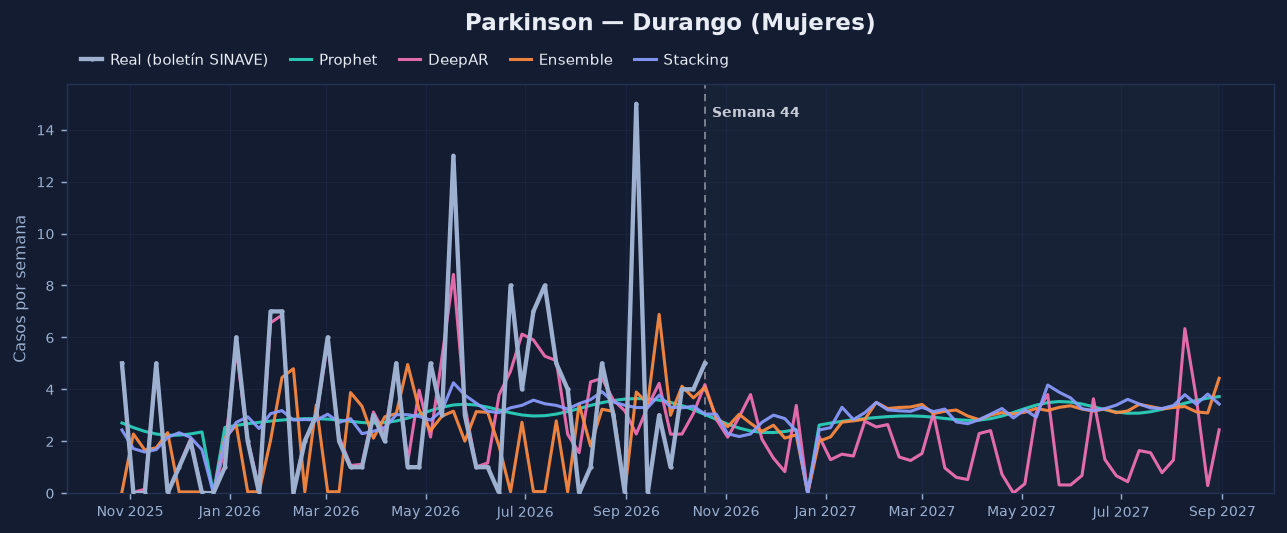 Parkinson — Durango (Mujeres)
Real (boletín SINAVE) Prophet DeepAR Ensemble Stacking
Semana 44
Casos por semana
14
12
10
8
6
4
2
0
Nov 2025 Jan 2026 Mar 2026 May 2026 Jul 2026 Sep 2026 Nov 2026 Jan 2027 Mar 2027 May 2027 Jul 2027 Sep 2027